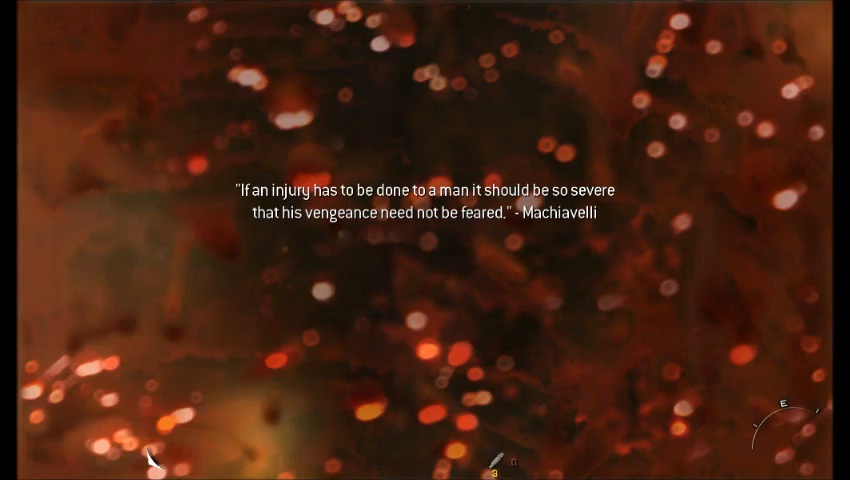 "If an injury has to be done to a man it should be so severe
that his vengeance need not be feared." - Machiavelli
E
3